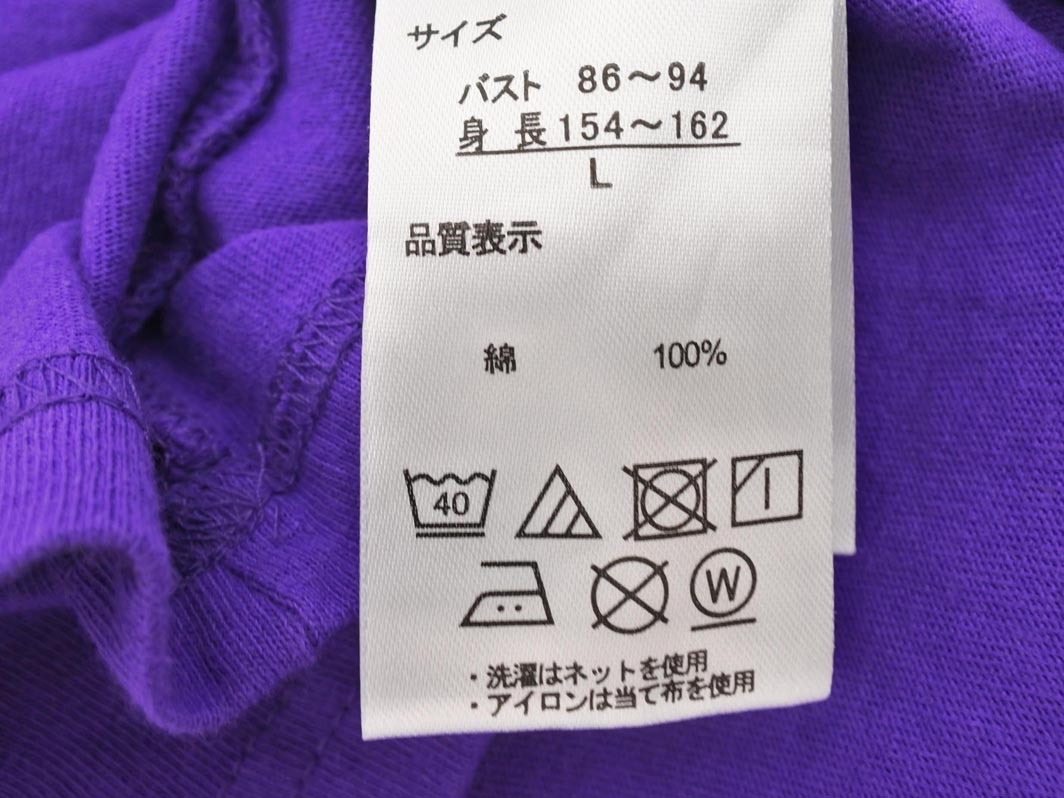 サイズ
バスト 86～94
身長 154～162
L
品質表示
綿 100%
40
W
・洗濯はネットを使用
・アイロンは当て布を使用